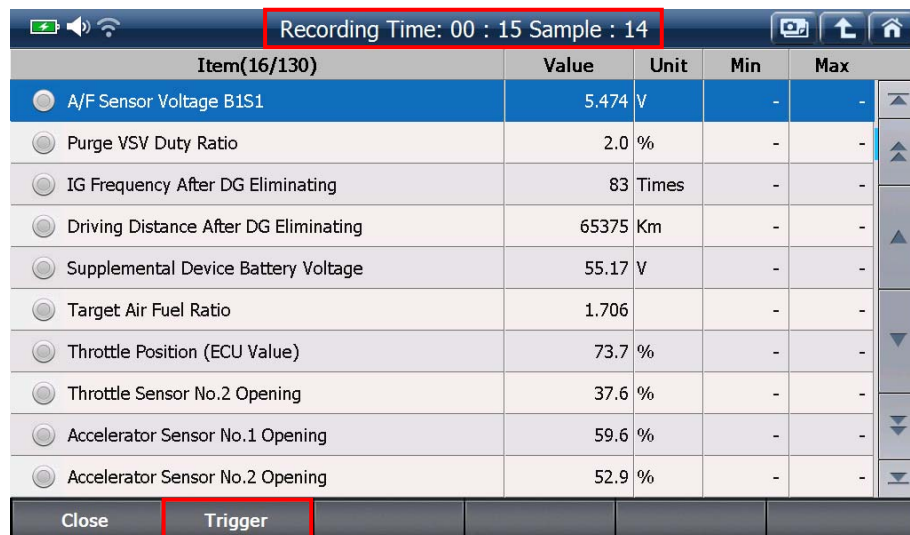 Recording Time: 00 : 15 Sample : 14
Item(16/130) Value Unit Min Max
A/F Sensor Voltage B1S1 5.474 V - -
Purge VSV Duty Ratio 2.0 % - -
IG Frequency After DG Eliminating 83 Times - -
Driving Distance After DG Eliminating 65375 Km - -
Supplemental Device Battery Voltage 55.17 V - -
Target Air Fuel Ratio 1.706 - -
Throttle Position (ECU Value) 73.7 % - -
Throttle Sensor No.2 Opening 37.6 % - -
Accelerator Sensor No.1 Opening 59.6 % - -
Accelerator Sensor No.2 Opening 52.9 % - -
Close Trigger